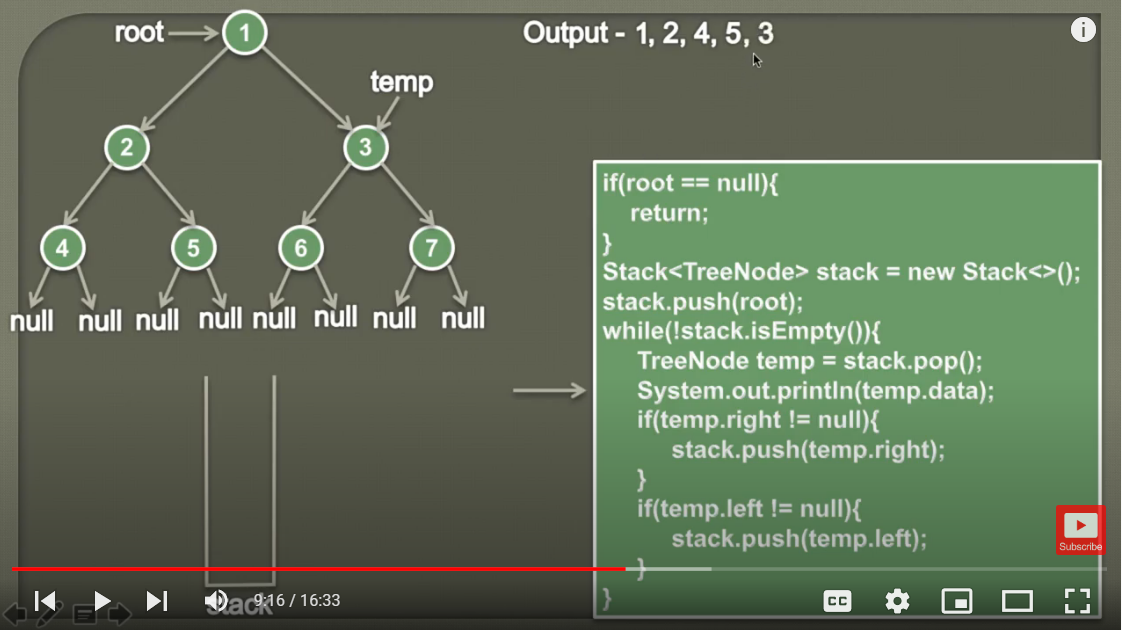 root
1
Output - 1, 2, 4, 5, 3
temp
2
3
4
5
6
7
null
null
null
null
null
null
null
null
if(root == null){
return;
}
Stack<TreeNode> stack = new Stack<>();
stack.push(root);
while(!stack.isEmpty()){
TreeNode temp = stack.pop();
System.out.println(temp.data);
if(temp.right != null){
stack.push(temp.right);
}
if(temp.left != null){
stack.push(temp.left);
}
}
stack
Subscribe
9:16 / 16:33
CC
i